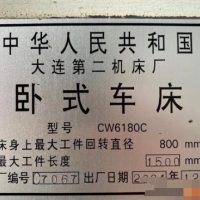 中华人民共和国
大连第二机床厂
卧式车床
型号 CW6180C
床身上最大工件回转直径 800 mm
最大工件长度 1500 mm
厂编号 C7067 出厂日期